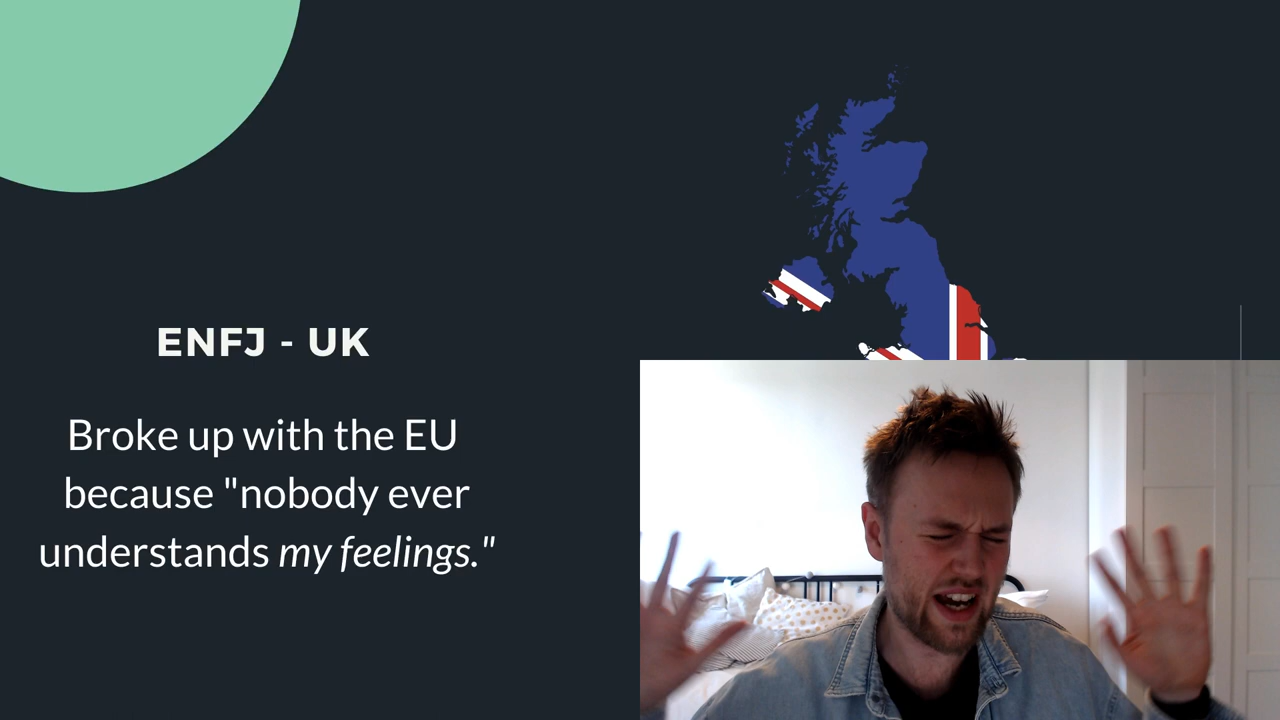 ENFJ - UK
Broke up with the EU
because "nobody ever
understands my feelings."